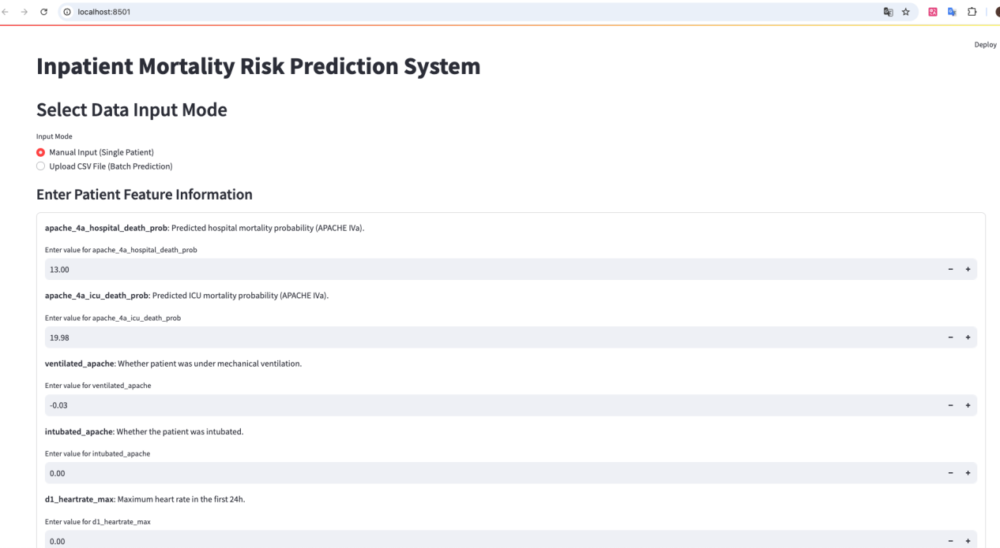 localhost:8501
Deploy
Inpatient Mortality Risk Prediction System
Select Data Input Mode
Input Mode
Manual Input (Single Patient)
Upload CSV File (Batch Prediction)
Enter Patient Feature Information
apache_4a_hospital_death_prob: Predicted hospital mortality probability (APACHE IVa).
Enter value for apache_4a_hospital_death_prob
13.00
apache_4a_icu_death_prob: Predicted ICU mortality probability (APACHE IVa).
Enter value for apache_4a_icu_death_prob
19.98
ventilated_apache: Whether patient was under mechanical ventilation.
Enter value for ventilated_apache
-0.03
intubated_apache: Whether the patient was intubated.
Enter value for intubated_apache
0.00
d1_heartrate_max: Maximum heart rate in the first 24h.
Enter value for d1_heartrate_max
0.00